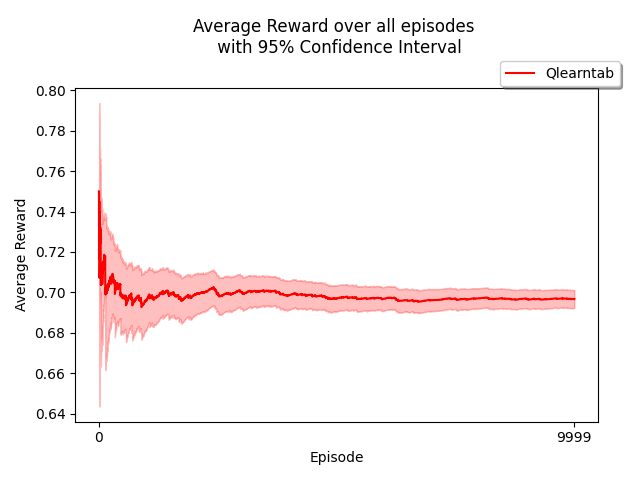 Average Reward over all episodes
with 95% Confidence Interval
Qlearntab
0.80
0.78
0.76
0.74
0.72
0.70
0.68
0.66
0.64
Average Reward
0
9999
Episode